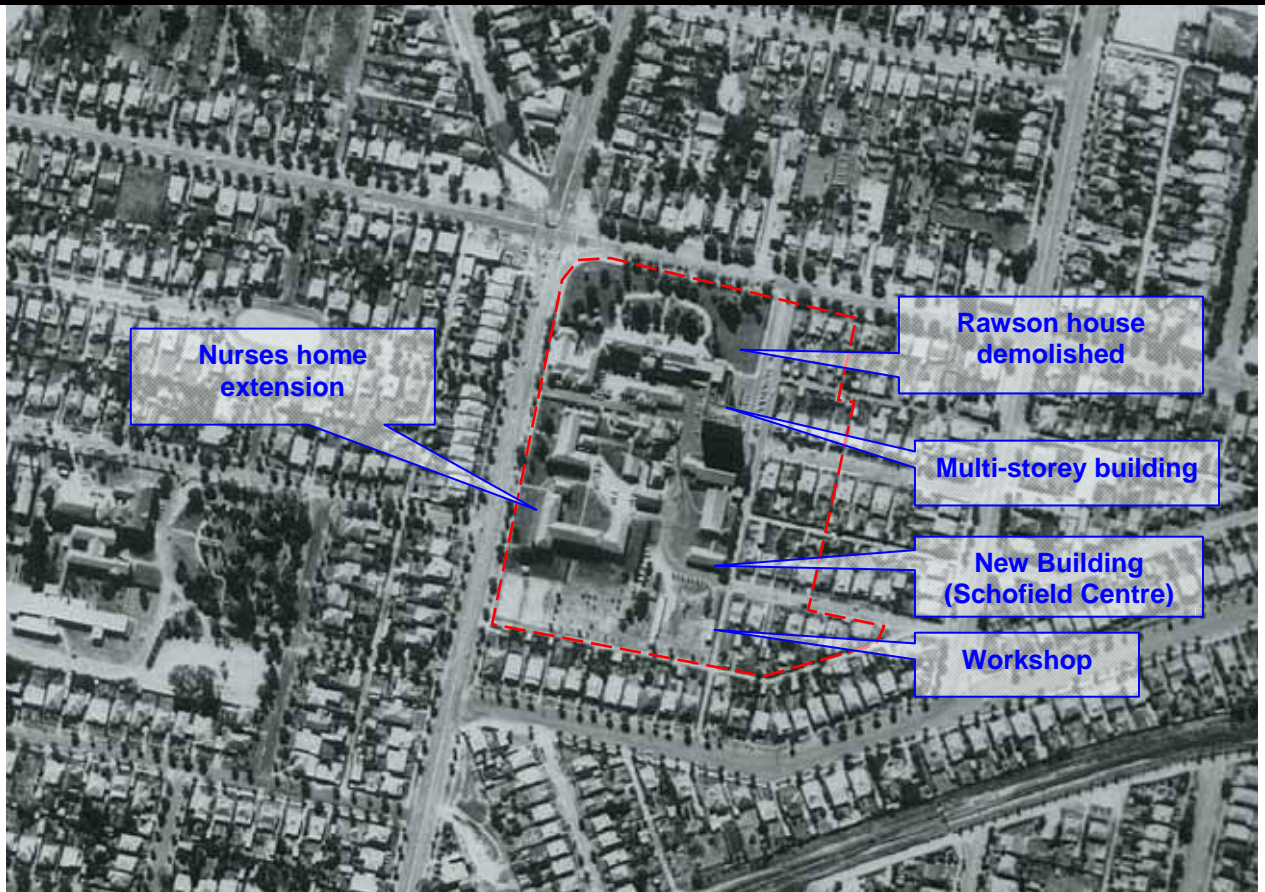 Nurses home
extension
Rawson house
demolished
Multi-storey building
New Building
(Schofield Centre)
Workshop